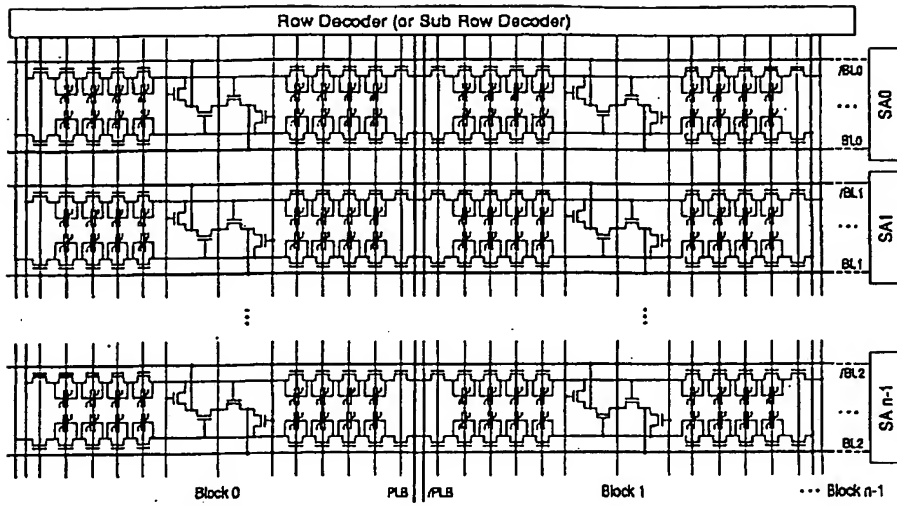 Row Decoder (or Sub Row Decoder)
/BL0
SA0
•••
BL0
/BL1
SA1
•••
BL1
•••
•••
/BL2
SA n-1
•••
BL2
Block 0
PLB
/PLB
Block 1
••• Block n-1